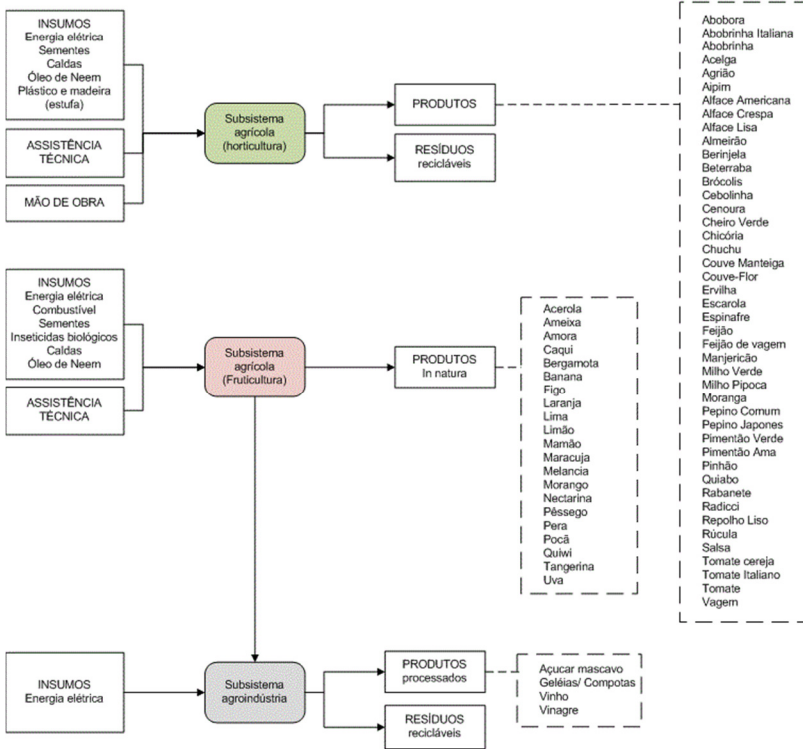 INSUMOS
Energia elétrica
Sementes
Caldas
Óleo de Neem
Plástico e madeira
(estufa)
ASSISTÊNCIA
TÉCNICA
MÃO DE OBRA
Subsistema
agrícola
(horticultura)
PRODUTOS
RESÍDUOS
recicláveis
Abobora
Abobrinha Italiana
Abobrinha
Acelga
Agrião
Aipim
Alface Americana
Alface Crespa
Alface Lisa
Almeirão
Berinjela
Beterraba
Brócolis
Cebolinha
Cenoura
Cheiro Verde
Chicória
Chuchu
Couve Manteiga
Couve-Flor
Ervilha
Escarola
Espinafre
Feijão
Feijão de vagem
Manjericão
Milho Verde
Milho Pipoca
Moranga
Pepino Comum
Pepino Japones
Pimentão Verde
Pimentão Ama
Pinhão
Quiabo
Rabanete
Radicci
Repolho Liso
Rúcula
Salsa
Tomate cereja
Tomate Italiano
Tomate
Vagem
INSUMOS
Energia elétrica
Combustível
Sementes
Inseticidas biológicos
Caldas
Óleo de Neem
ASSISTÊNCIA
TÉCNICA
Subsistema
agrícola
(Fruticultura)
PRODUTOS
In natura
Acerola
Ameixa
Amora
Caqui
Bergamota
Banana
Figo
Laranja
Lima
Limão
Mamão
Maracuja
Melancia
Morango
Nectarina
Pêssego
Pera
Pocã
Quiwi
Tangerina
Uva
INSUMOS
Energia elétrica
Subsistema
agroindústria
PRODUTOS
processados
RESÍDUOS
recicláveis
Açucar mascavo
Geléias/ Compotas
Vinho
Vinagre